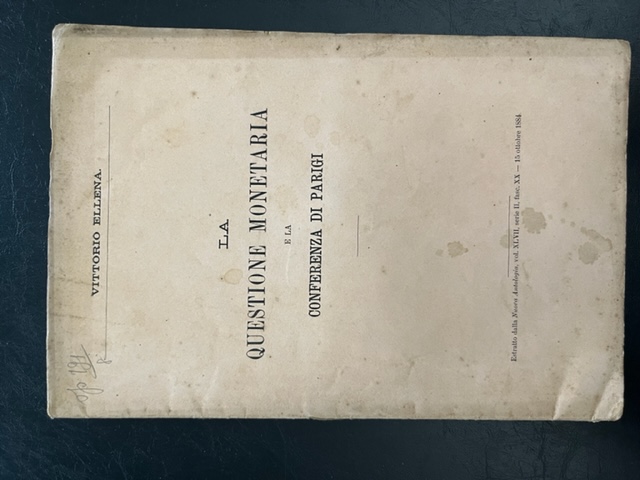 VITTORIO ELLENA.
LA
QUESTIONE MONETARIA
E LA
CONFERENZA DI PARIGI
Estratto dalla Nuova Antologia, vol. XLVII, serie II, fasc. XX — 15 ottobre 1884.